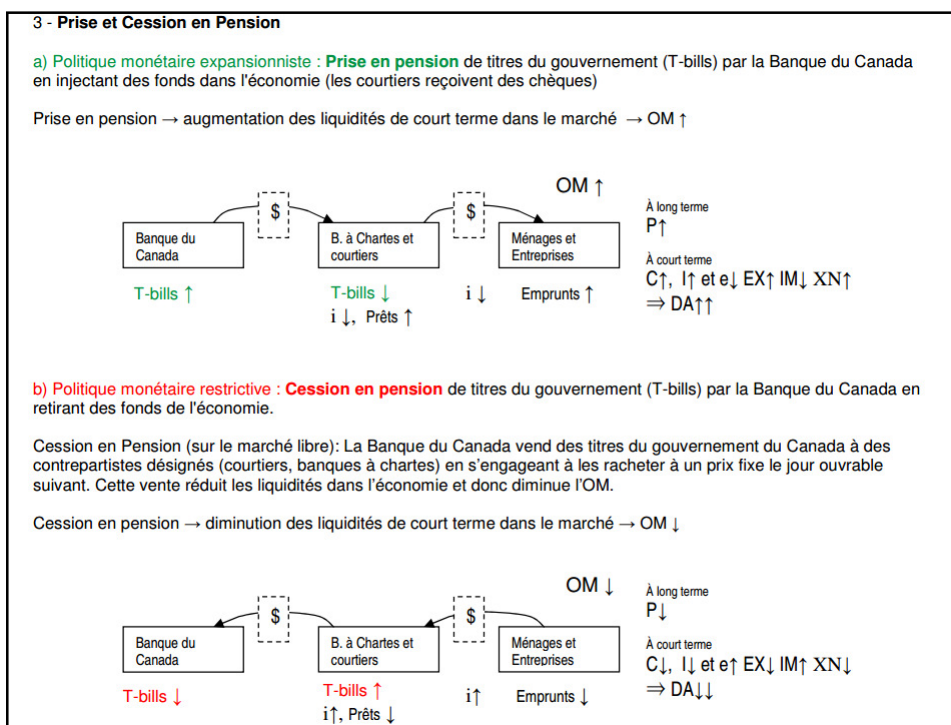 3 - Prise et Cession en Pension
a) Politique monétaire expansionniste : Prise en pension de titres du gouvernement (T-bills) par la Banque du Canada
en injectant des fonds dans l'économie (les courtiers reçoivent des chèques)
Prise en pension → augmentation des liquidités de court terme dans le marché → OM ↑
OM ↑
$
$
À long terme
P↑
Banque du
Canada
B. à Chartes et
courtiers
Ménages et
Entreprises
À court terme
C↑, I↑ et e↓ EX↑ IM↓ XN↑
⇒ DA↑↑
T-bills ↑
T-bills ↓
i ↓, Prêts ↑
i ↓
Emprunts ↑
b) Politique monétaire restrictive : Cession en pension de titres du gouvernement (T-bills) par la Banque du Canada en
retirant des fonds de l'économie.
Cession en Pension (sur le marché libre): La Banque du Canada vend des titres du gouvernement du Canada à des
contrepartistes désignés (courtiers, banques à chartes) en s'engageant à les racheter à un prix fixe le jour ouvrable
suivant. Cette vente réduit les liquidités dans l'économie et donc diminue l'OM.
Cession en pension → diminution des liquidités de court terme dans le marché → OM ↓
OM ↓
$
$
À long terme
P↓
Banque du
Canada
B. à Chartes et
courtiers
Ménages et
Entreprises
À court terme
C↓, I↓ et e↑ EX↓ IM↑ XN↓
⇒ DA↓↓
T-bills ↓
T-bills ↑
i↑, Prêts ↓
i↑
Emprunts ↓